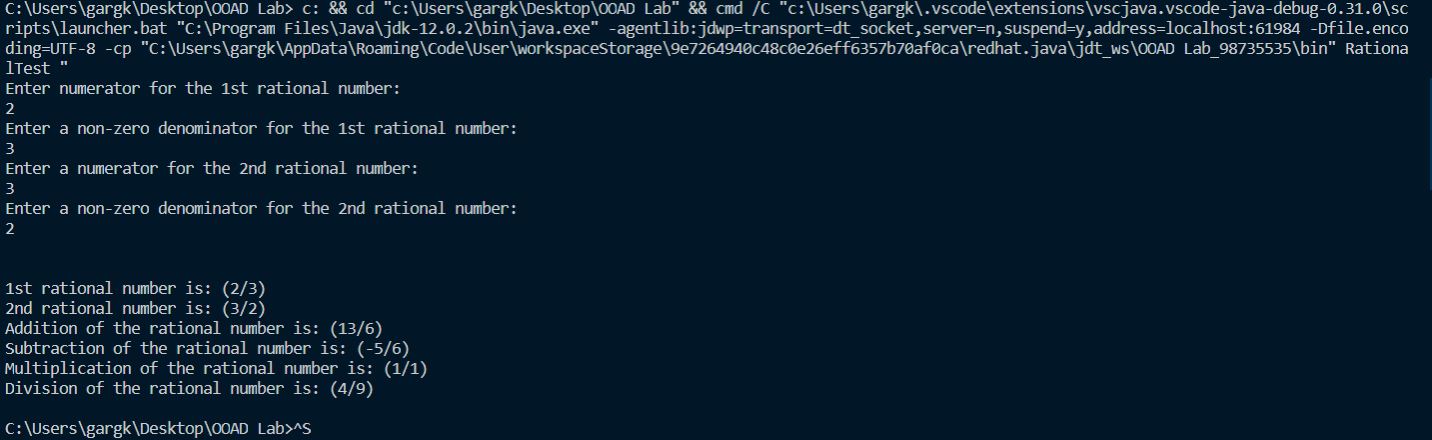 C:\Users\gargk\Desktop\OOAD Lab> c: && cd "c:\Users\gargk\Desktop\OOAD Lab" && cmd /C "c:\Users\gargk\.vscode\extensions\vscjava.vscode-java-debug-0.31.0\sc
ripts\launcher.bat "C:\Program Files\Java\jdk-12.0.2\bin\java.exe" -agentlib:jdwp=transport=dt_socket,server=n,suspend=y,address=localhost:61984 -Dfile.enco
ding=UTF-8 -cp "C:\Users\gargk\AppData\Roaming\Code\User\workspaceStorage\9e7264940c48c0e26eff6357b70af0ca\redhat.java\jdt_ws\OOAD Lab_98735535\bin" Rationa
lTest "
Enter numerator for the 1st rational number:
2
Enter a non-zero denominator for the 1st rational number:
3
Enter a numerator for the 2nd rational number:
3
Enter a non-zero denominator for the 2nd rational number:
2
1st rational number is: (2/3)
2nd rational number is: (3/2)
Addition of the rational number is: (13/6)
Subtraction of the rational number is: (-5/6)
Multiplication of the rational number is: (1/1)
Division of the rational number is: (4/9)
C:\Users\gargk\Desktop\OOAD Lab>^S